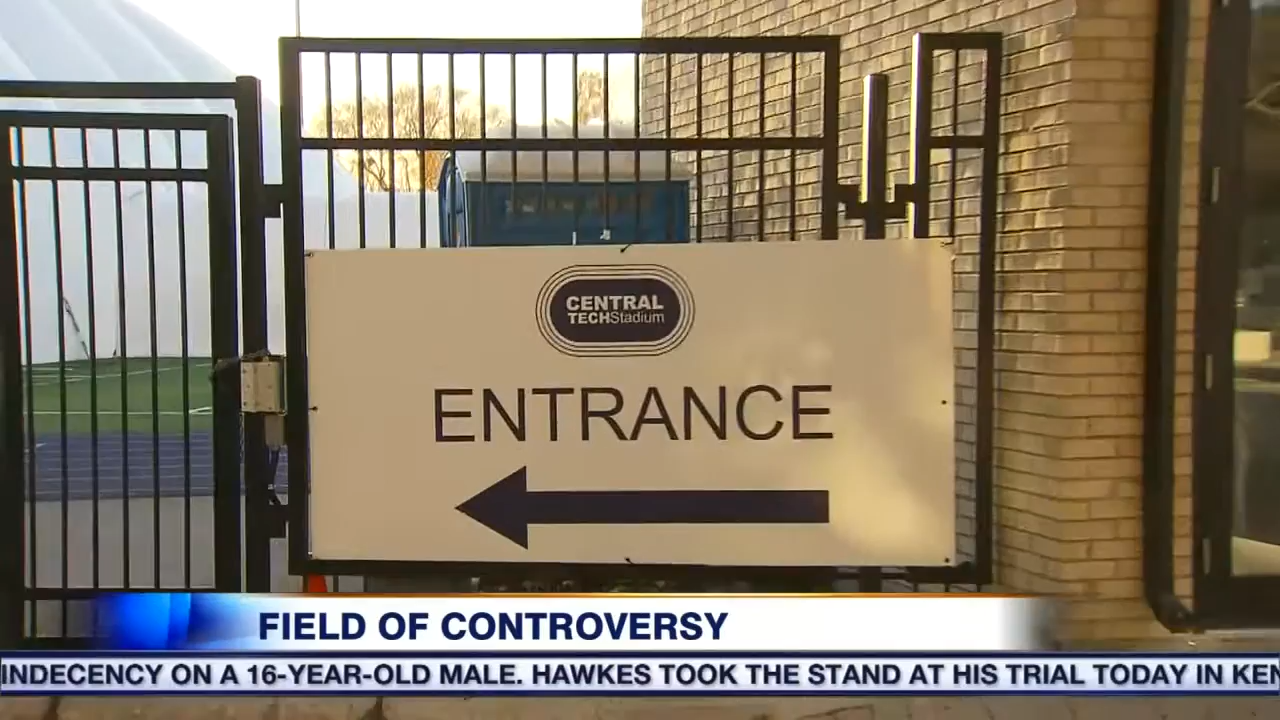 CENTRAL
TECHStadium
ENTRANCE
FIELD OF CONTROVERSY
INDECENCY ON A 16-YEAR-OLD MALE. HAWKES TOOK THE STAND AT HIS TRIAL TODAY IN